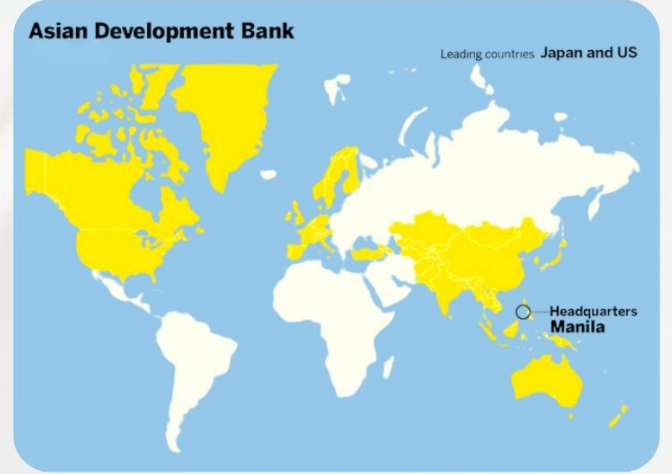 Asian Development Bank
Leading countries Japan and US
Headquarters
Manila